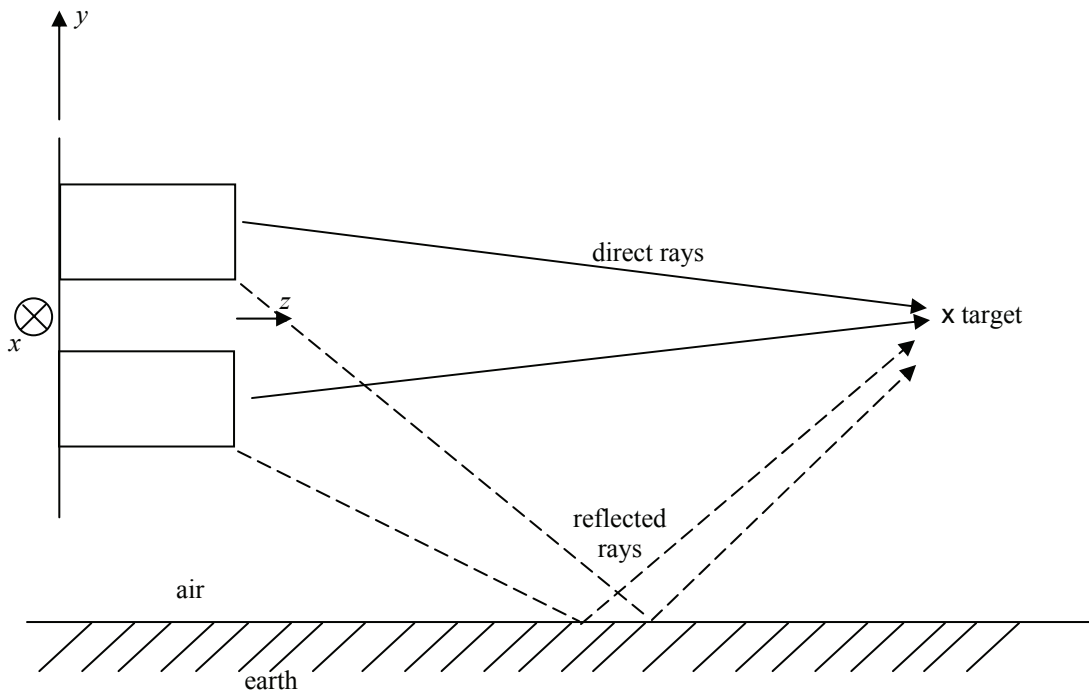 y
direct rays
z
x target
x
reflected
rays
air
earth